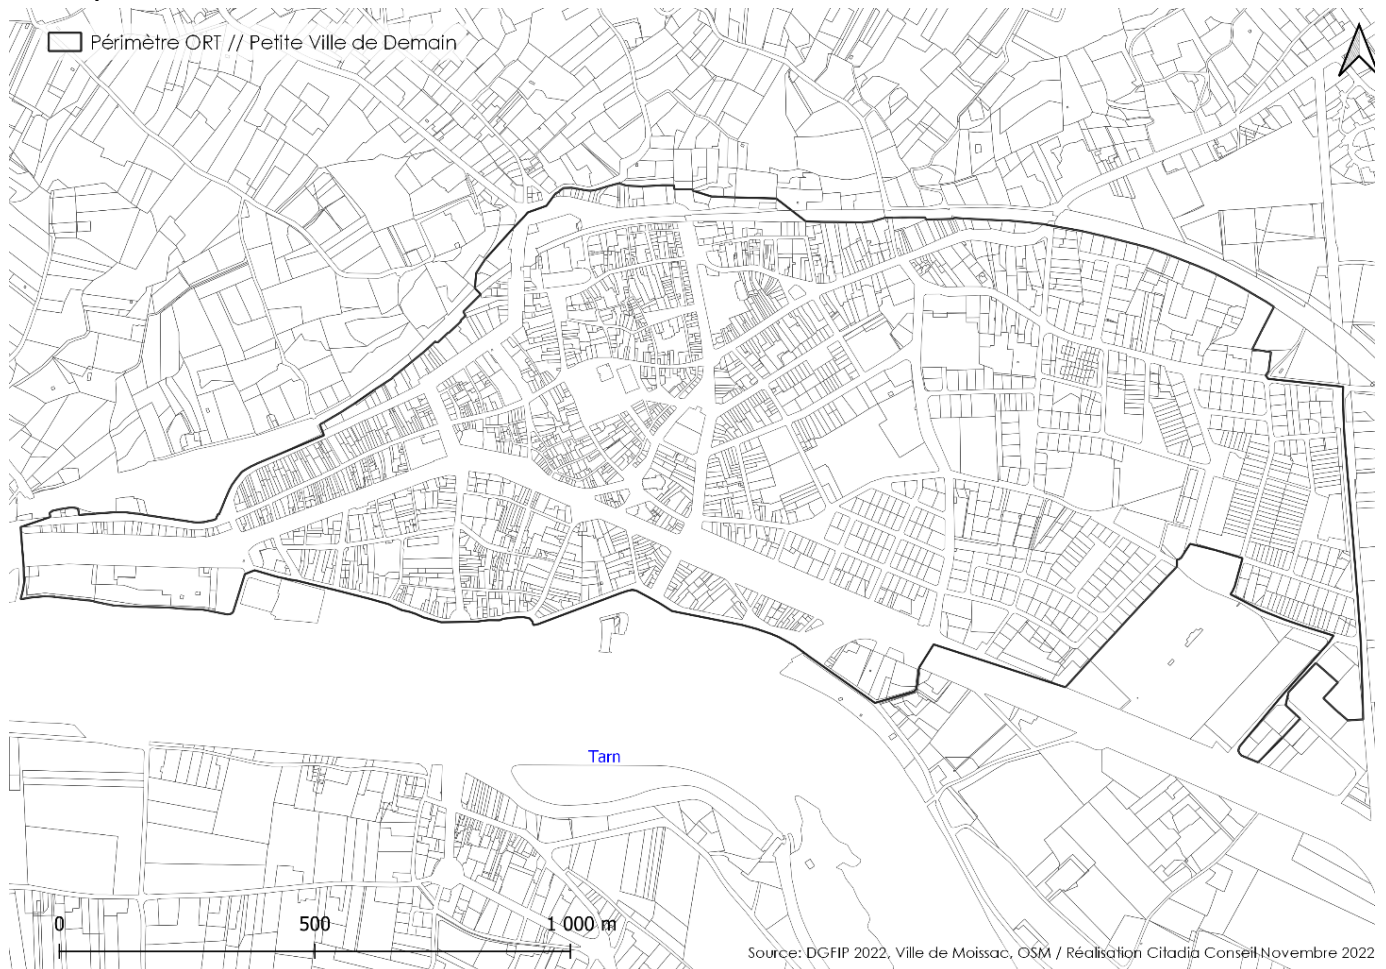 Périmètre ORT // Petite Ville de Demain
Tarn
0 500 1 000 m
Source: DGFIP 2022, Ville de Moissac, OSM / Réalisation Citadia Conseil Novembre 2022